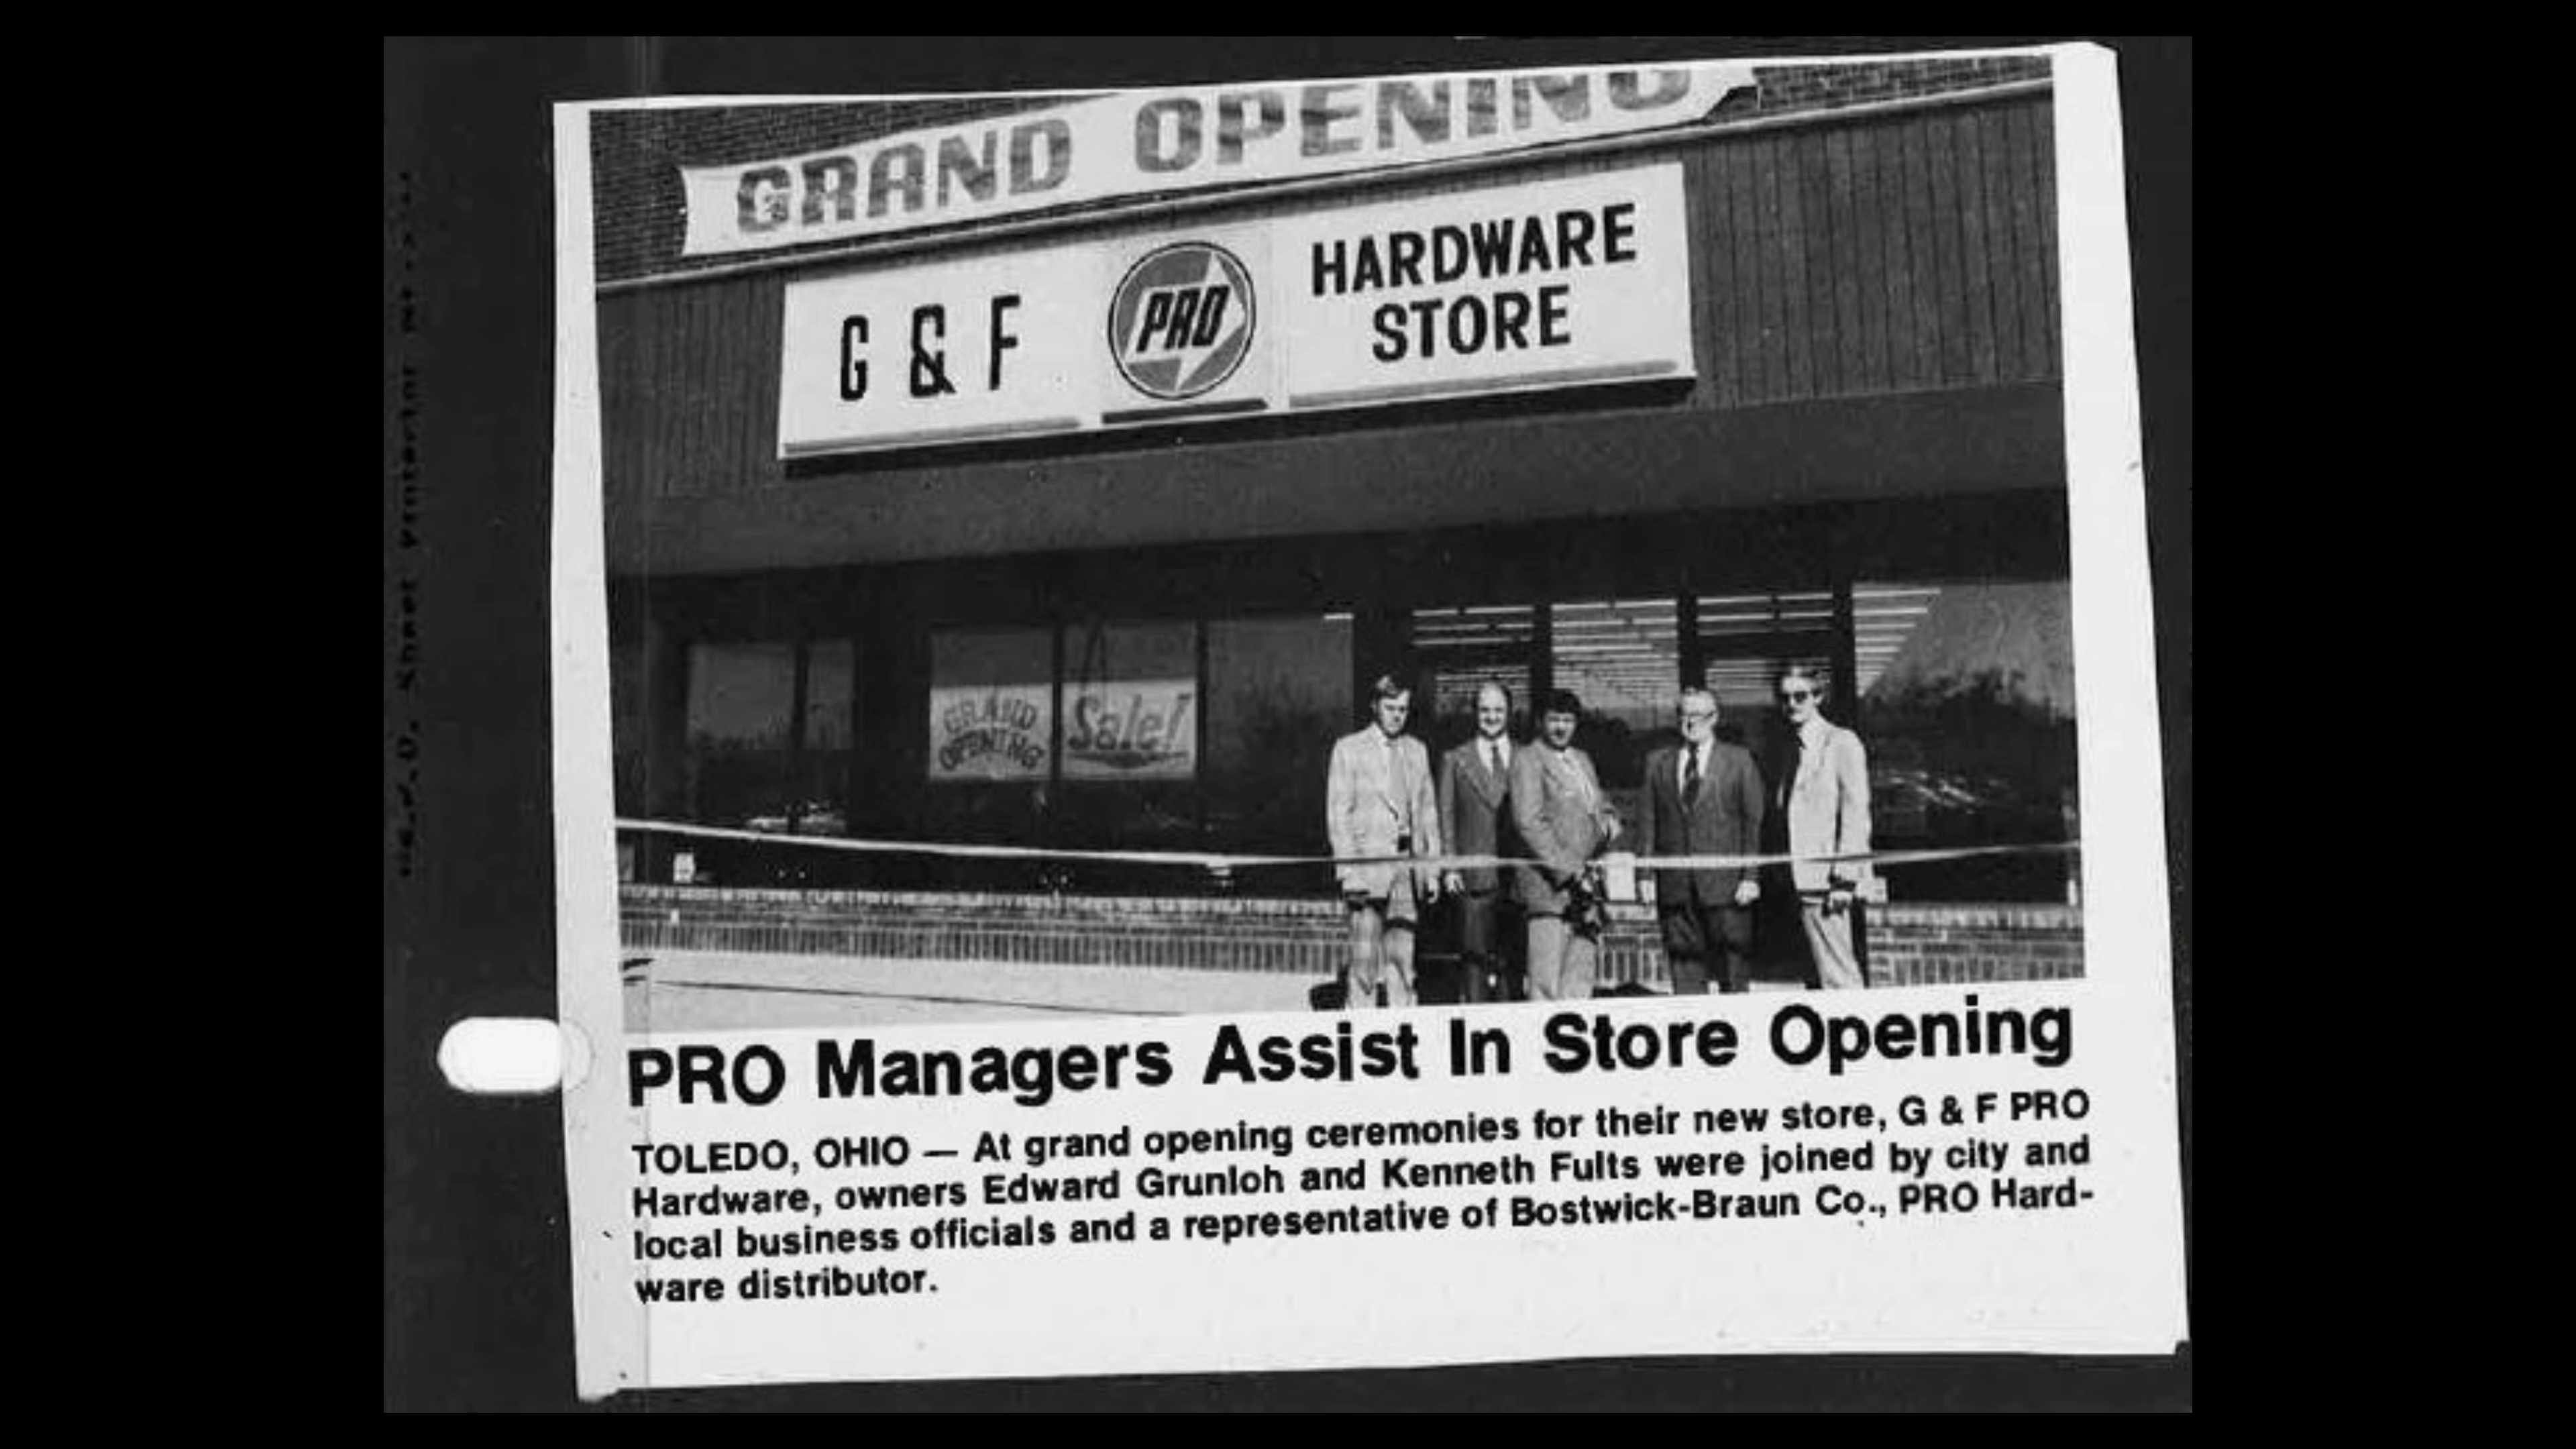 GRAND OPENING
G & F
PRO
HARDWARE
STORE
GRAND
OPENING
Sale!
PRO Managers Assist In Store Opening
TOLEDO, OHIO — At grand opening ceremonies for their new store, G & F PRO
Hardware, owners Edward Grunloh and Kenneth Fults were joined by city and
local business officials and a representative of Bostwick-Braun Co., PRO Hard-
ware distributor.